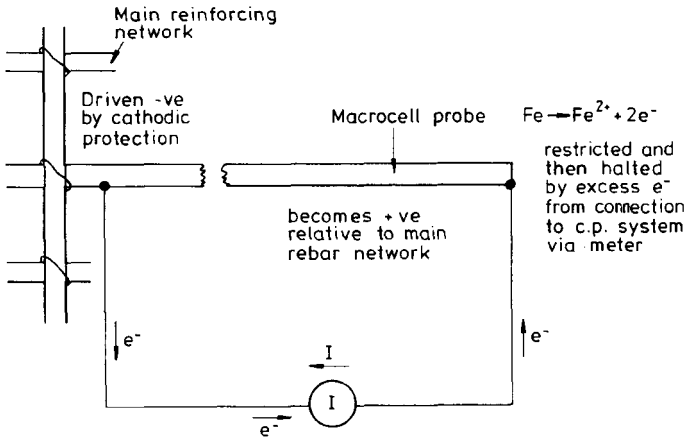 Main reinforcing
network
Driven -ve
by cathodic
protection
Macrocell probe
Fe→Fe²⁺ + 2e⁻
restricted and
then halted
by excess e⁻
from connection
to c.p. system
via meter
becomes +ve
relative to main
rebar network
e⁻
I
I
e⁻
e⁻